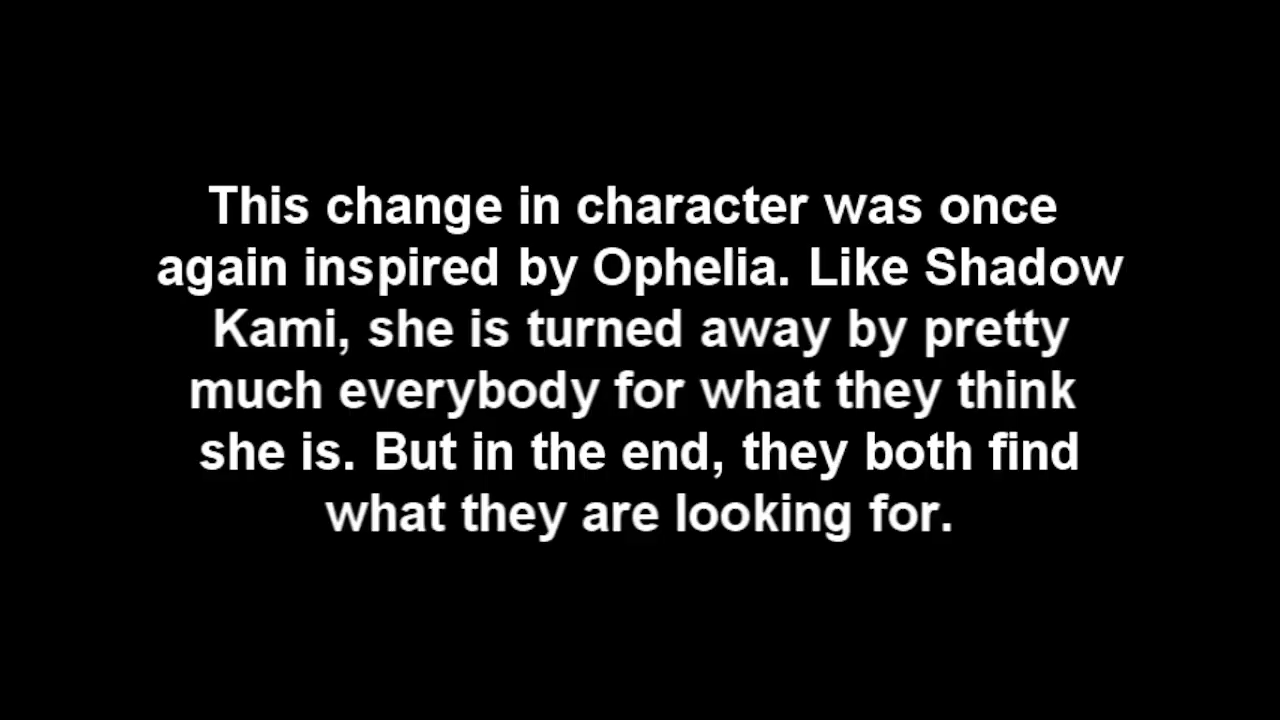 This change in character was once
again inspired by Ophelia. Like Shadow
Kami, she is turned away by pretty
much everybody for what they think
she is. But in the end, they both find
what they are looking for.